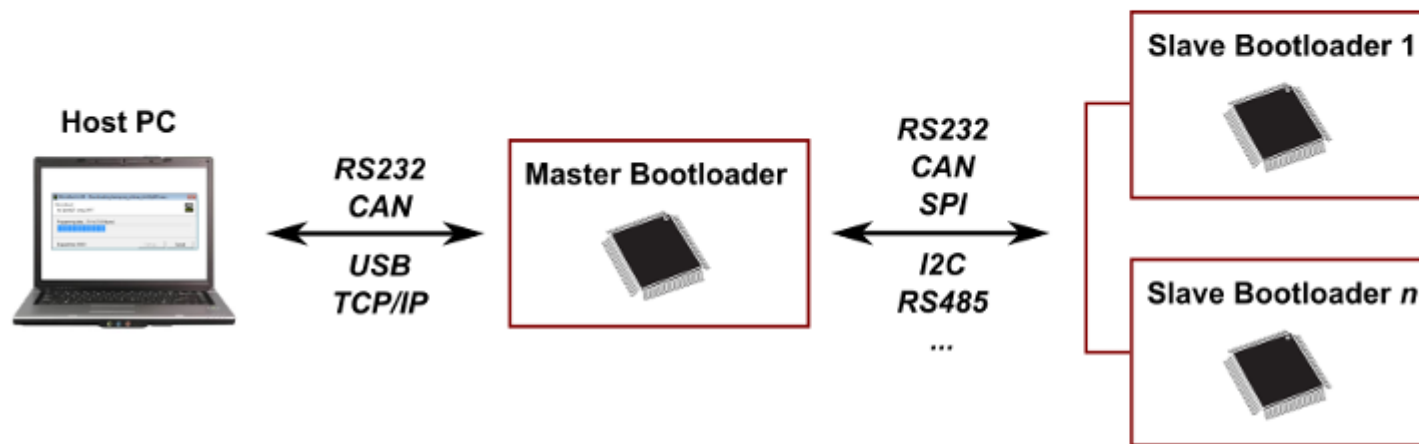 Host PC
RS232
CAN
USB
TCP/IP
Master Bootloader
RS232
CAN
SPI
I2C
RS485
...
Slave Bootloader 1
Slave Bootloader n